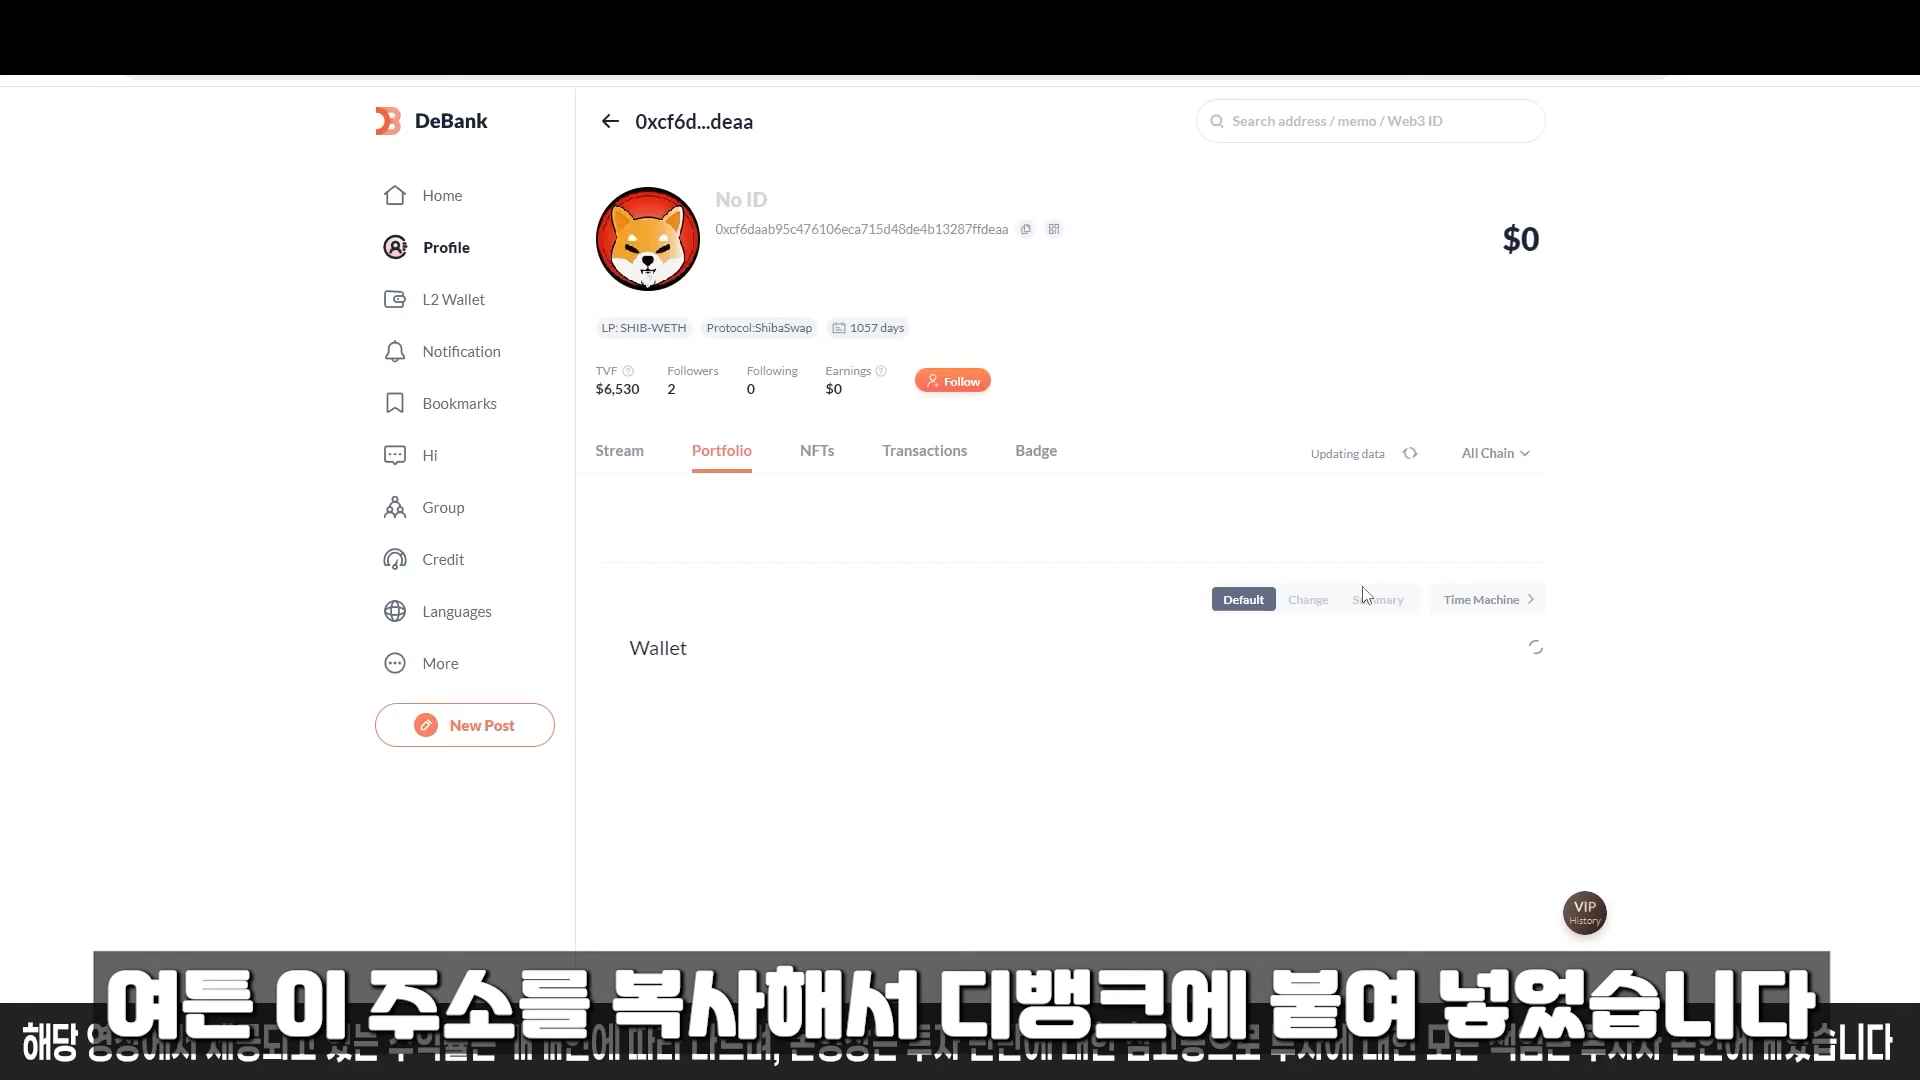 DeBank
0xcf6d...deaa
Search address / memo / Web3 ID
Home
Profile
L2 Wallet
Notification
Bookmarks
Hi
Group
Credit
Languages
More
New Post
No ID
0xcf6daab95c476106eca715d48de4b13287ffdeaa
$0
LP: SHIB-WETH
Protocol:ShibaSwap
1057 days
TVF
$6,530
Followers
2
Following
0
Earnings
$0
Follow
Stream
Portfolio
NFTs
Transactions
Badge
Updating data
All Chain
Default
Change
Summary
Time Machine
Wallet
VIP
History
여튼 이 주소를 복사해서 디뱅크에 붙여 넣었습니다
해당